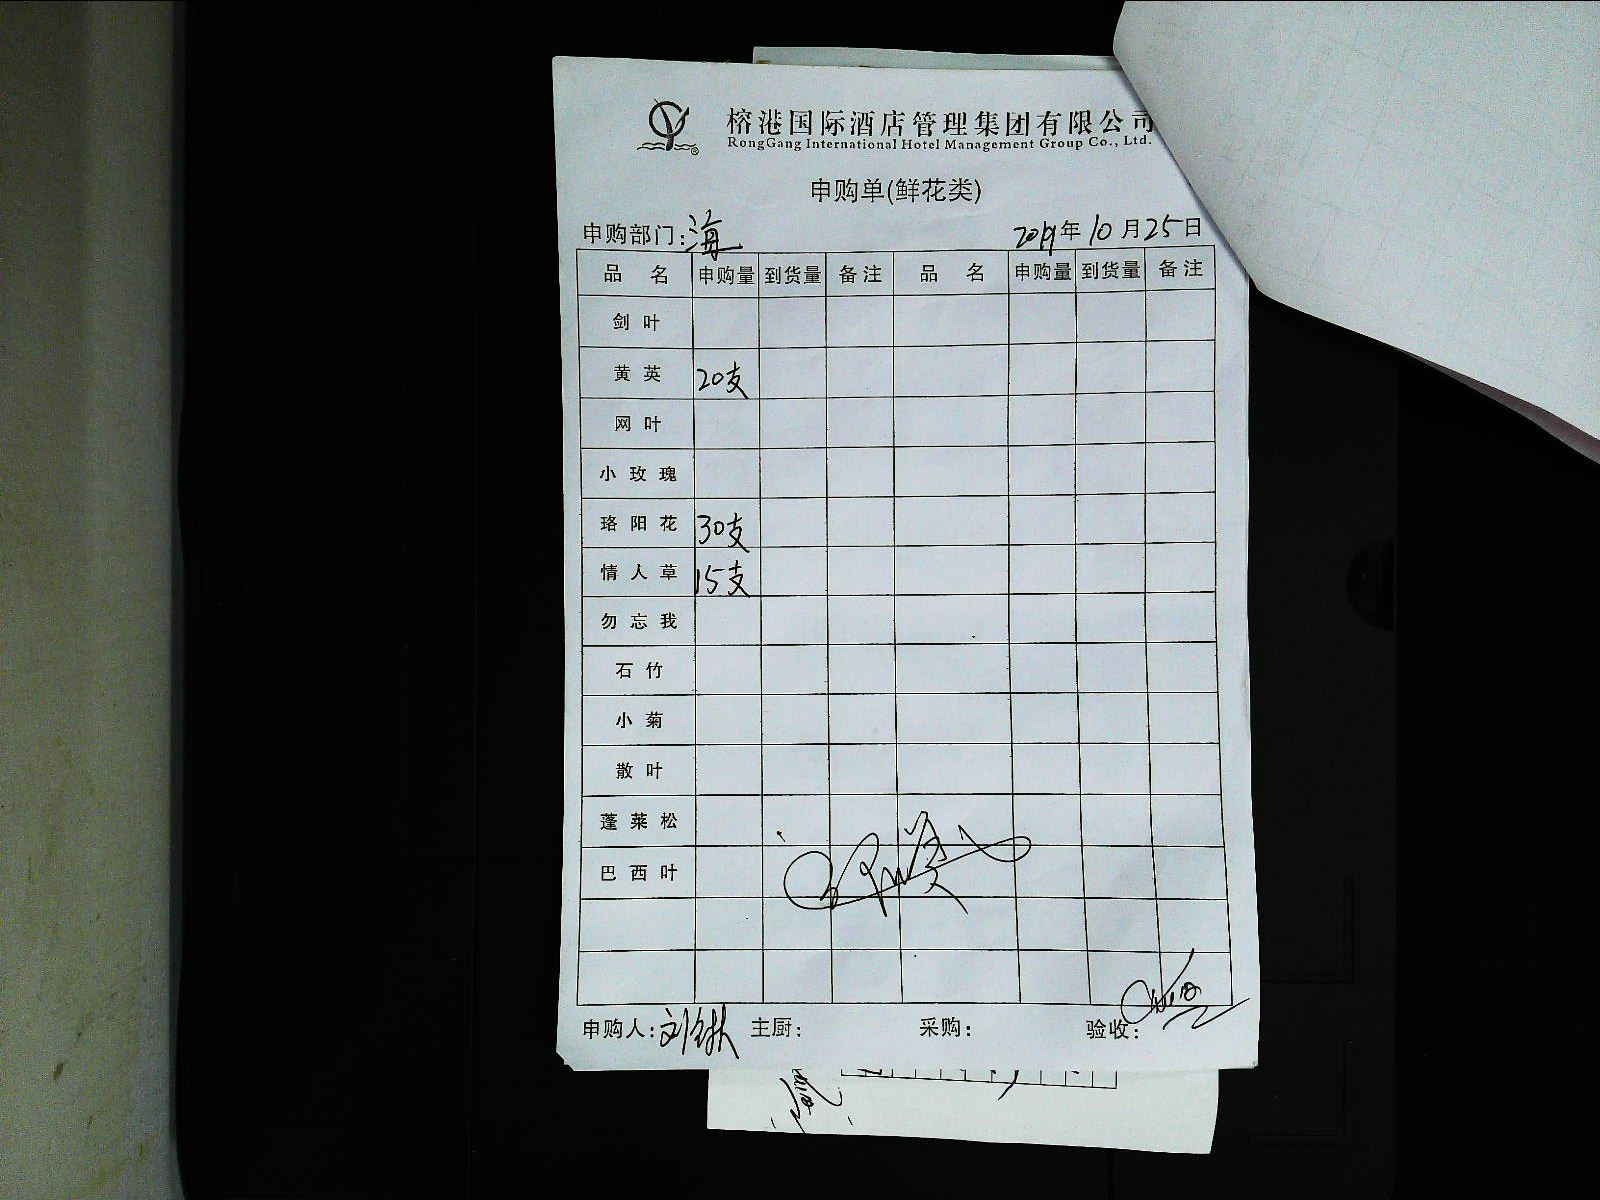 榕港国际酒店管理集团有限公司
RongGang International Hotel Management Group Co., Ltd.
申购单(鲜花类)
申购部门:海 2019年10月25日
品名 申购量 到货量 备注 品名 申购量 到货量 备注
剑叶
黄英 20支
网叶
小玫瑰
珞阳花 30支
情人草 15支
勿忘我
石竹
小菊
散叶
蓬莱松
巴西叶
申购人:刘 主厨: 采购: 验收: